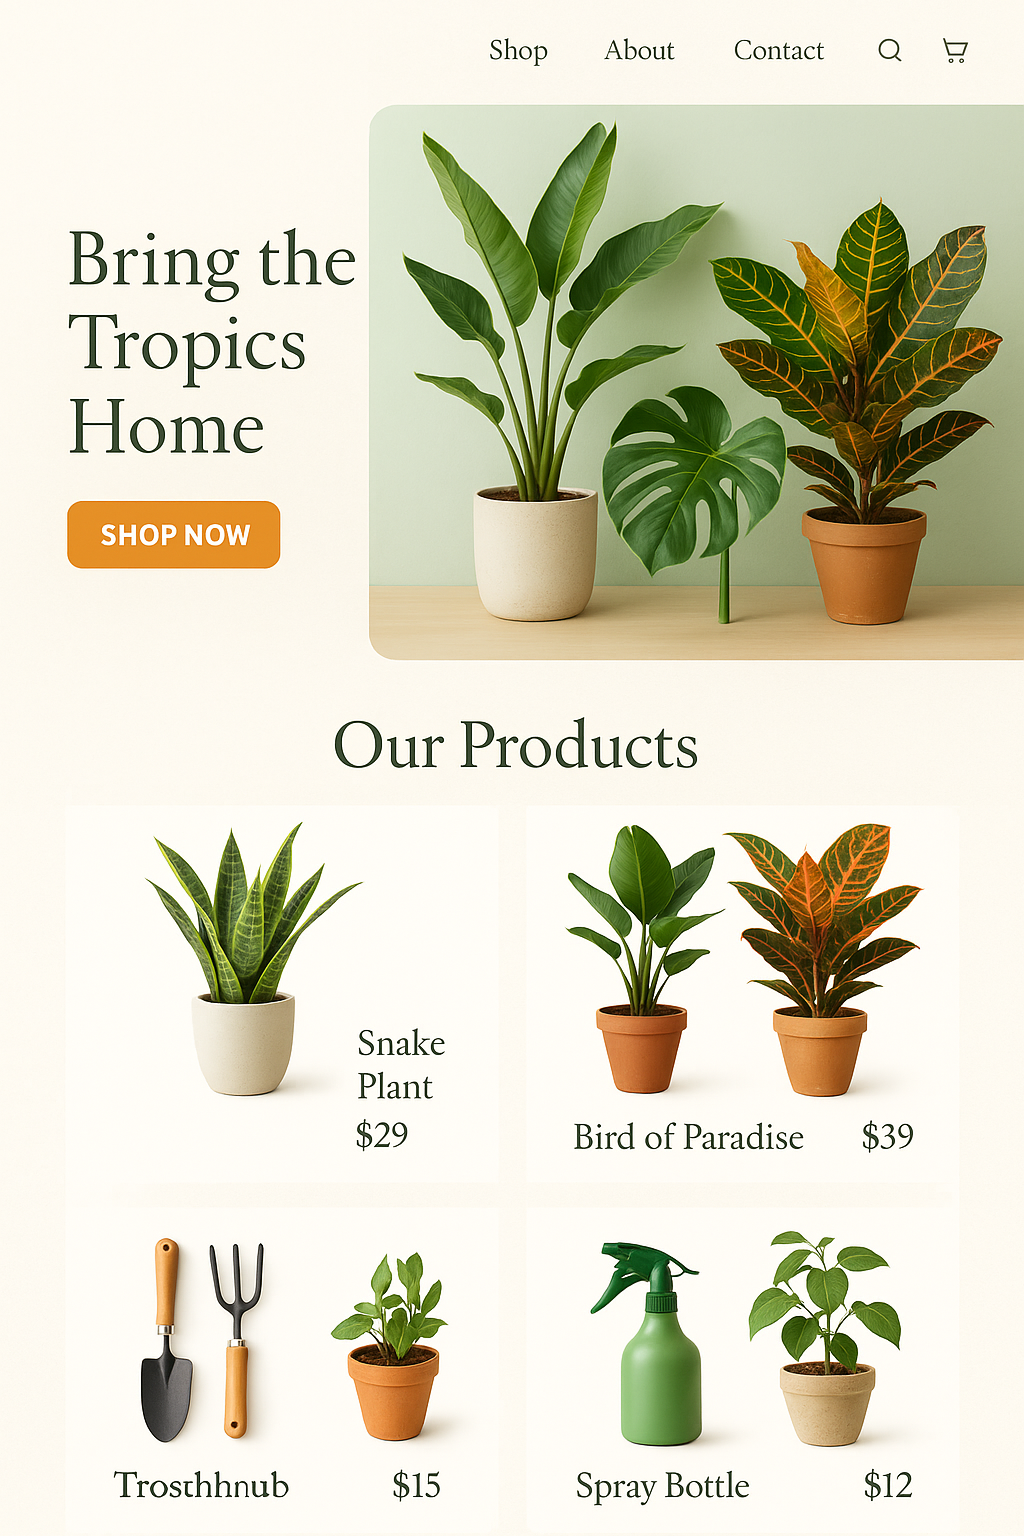 Shop About Contact
Bring the
Tropics
Home
SHOP NOW
Our Products
Snake
Plant
$29
Bird of Paradise $39
Trosthhnub $15
Spray Bottle $12